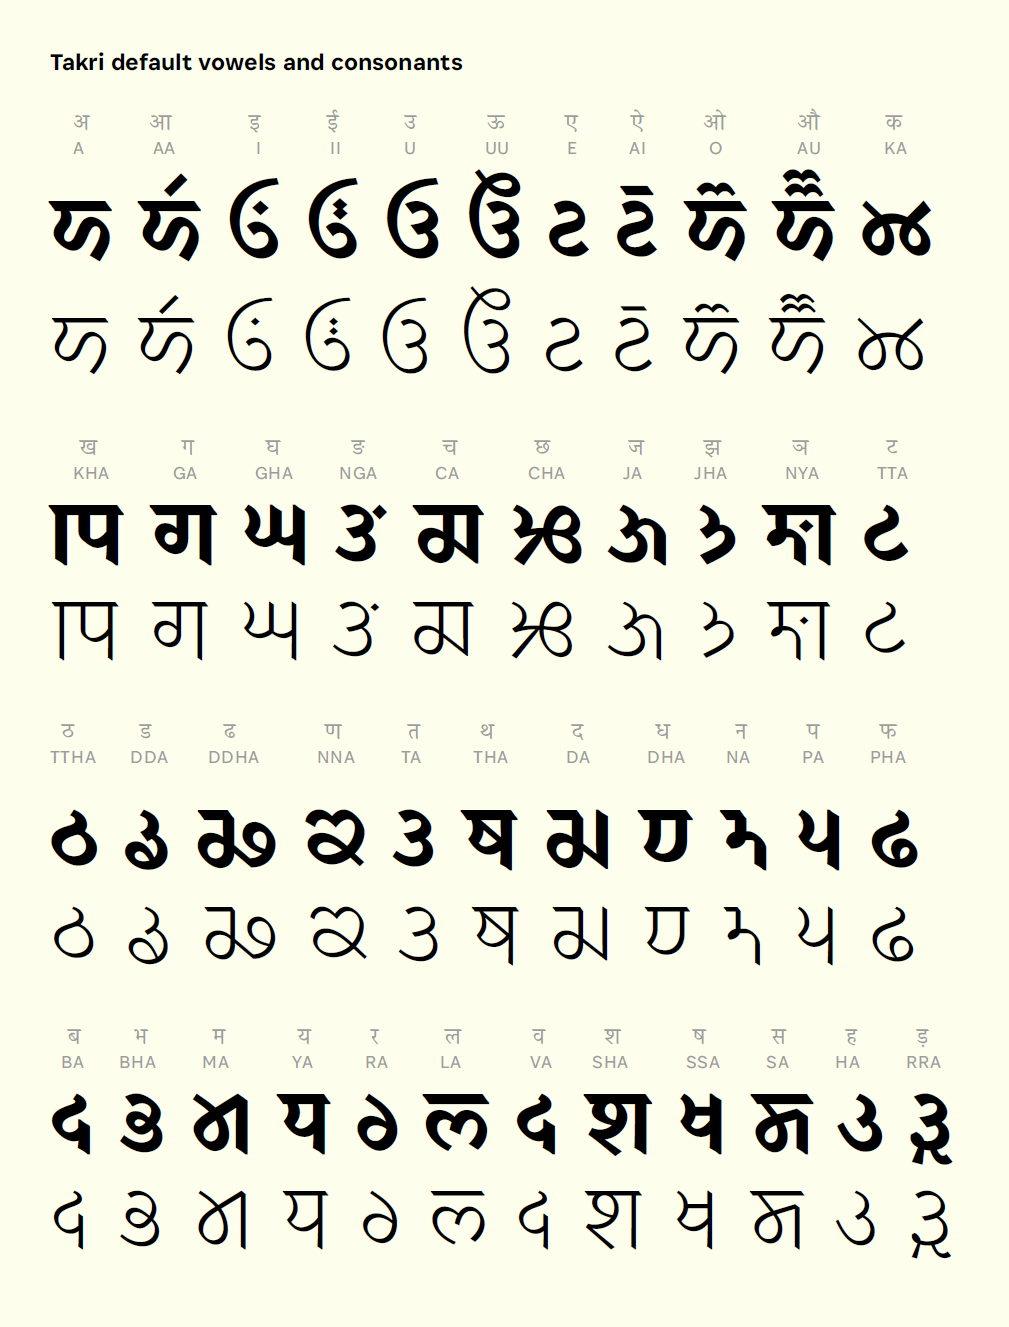 Takri default vowels and consonants
अ आ इ ई उ ऊ ए ऐ ओ औ क
A AA I II U UU E AI O AU KA
𑚀 𑚁 𑚂 𑚃 𑚄 𑚅 𑚆 𑚇 𑚈 𑚉 𑚊
𑚀 𑚁 𑚂 𑚃 𑚄 𑚅 𑚆 𑚇 𑚈 𑚉 𑚊
ख ग घ ङ च छ ज झ ञ ट
KHA GA GHA NGA CA CHA JA JHA NYA TTA
𑚋 𑚌 𑚍 𑚎 𑚏 𑚐 𑚑 𑚒 𑚓 𑚔
𑚋 𑚌 𑚍 𑚎 𑚏 𑚐 𑚑 𑚒 𑚓 𑚔
ठ ड ढ ण त थ द ध न प फ
TTHA DDA DDHA NNA TA THA DA DHA NA PA PHA
𑚕 𑚖 𑚗 𑚘 𑚙 𑚚 𑚛 𑚜 𑚝 𑚞 𑚟
𑚕 𑚖 𑚗 𑚘 𑚙 𑚚 𑚛 𑚜 𑚝 𑚞 𑚟
ब भ म य र ल व श ष स ह ड़
BA BHA MA YA RA LA VA SHA SSA SA HA RRA
𑚠 𑚡 𑚢 𑚣 𑚤 𑚥 𑚦 𑚧 𑚸 𑚨 𑚩 𑚪
𑚠 𑚡 𑚢 𑚣 𑚤 𑚥 𑚦 𑚧 𑚸 𑚨 𑚩 𑚪